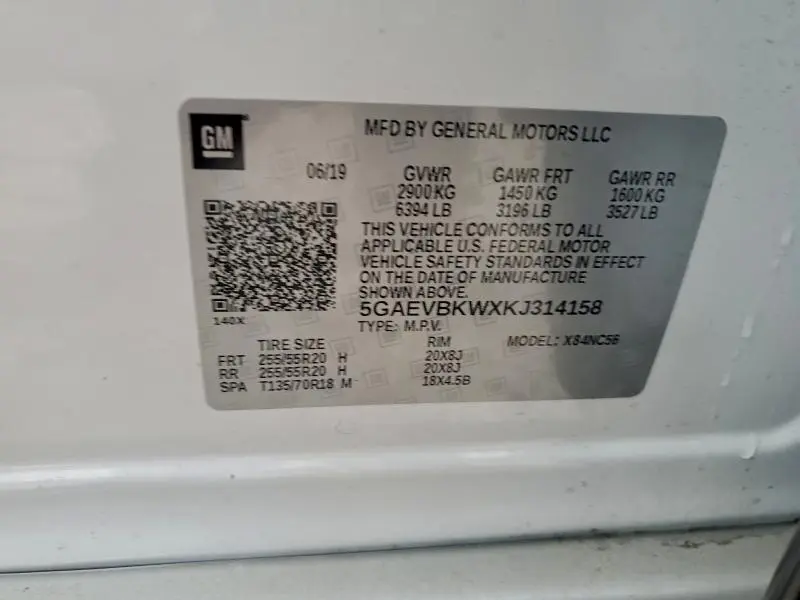 GM
MFD BY GENERAL MOTORS LLC
06/19 GVWR GAWR FRT GAWR RR
2900 KG 1450 KG 1600 KG
6394 LB 3196 LB 3527 LB
THIS VEHICLE CONFORMS TO ALL
APPLICABLE U.S. FEDERAL MOTOR
VEHICLE SAFETY STANDARDS IN EFFECT
ON THE DATE OF MANUFACTURE
SHOWN ABOVE.
5GAEVBKWXKJ314158
140X
TYPE: M.P.V. MODEL: X84NC56
TIRE SIZE RIM
FRT 255/55R20 H 20X8J
RR 255/55R20 H 20X8J
SPA T135/70R18 M 18X4.5B